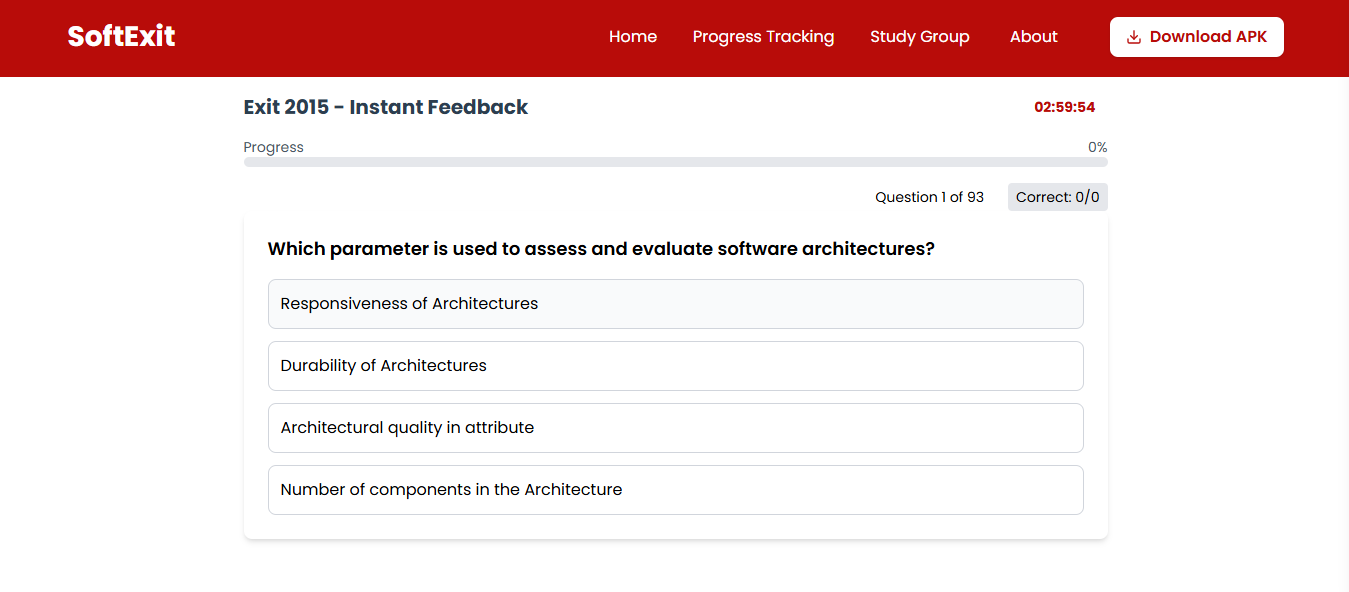 SoftExit
Home
Progress Tracking
Study Group
About
Download APK
Exit 2015 - Instant Feedback
02:59:54
Progress
0%
Question 1 of 93
Correct: 0/0
Which parameter is used to assess and evaluate software architectures?
Responsiveness of Architectures
Durability of Architectures
Architectural quality in attribute
Number of components in the Architecture